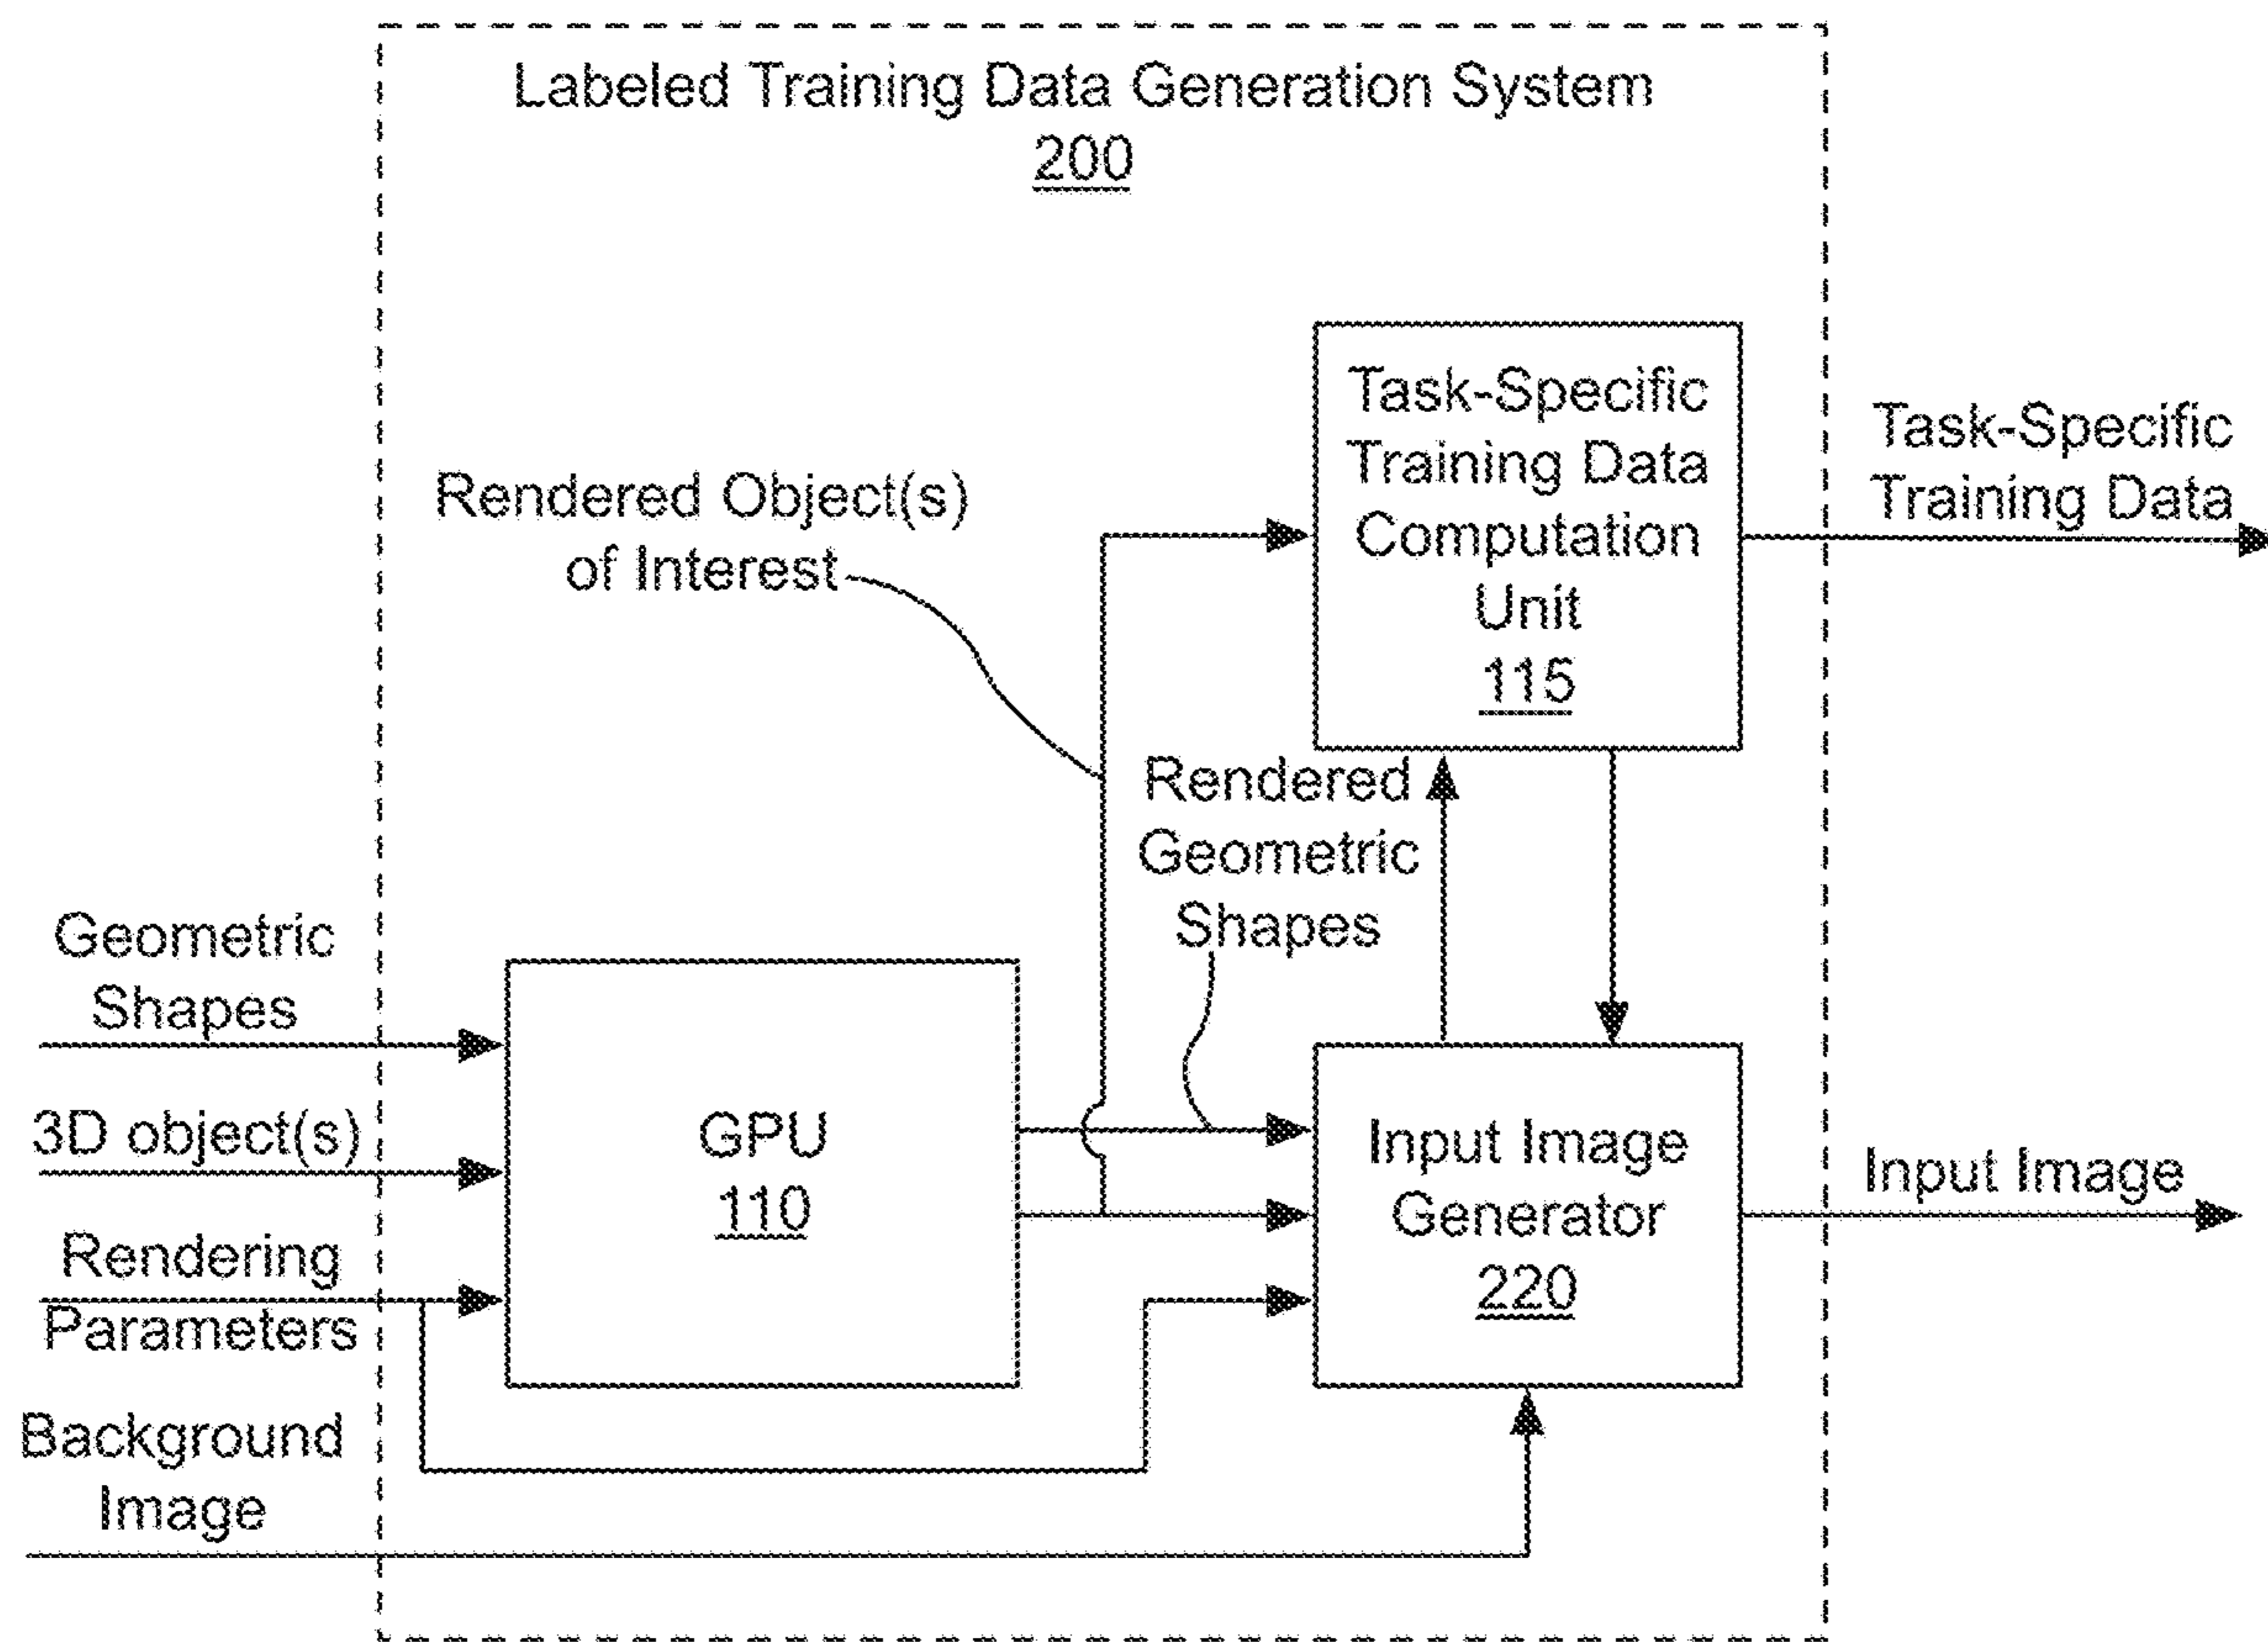 Labeled Training Data Generation System
200
Task-Specific
Training Data
Computation
Unit
115
Task-Specific
Training Data
Rendered Object(s)
of Interest
Rendered
Geometric
Shapes
Geometric
Shapes
3D object(s)
Rendering
Parameters
Background
Image
GPU
110
Input Image
Generator
220
Input Image